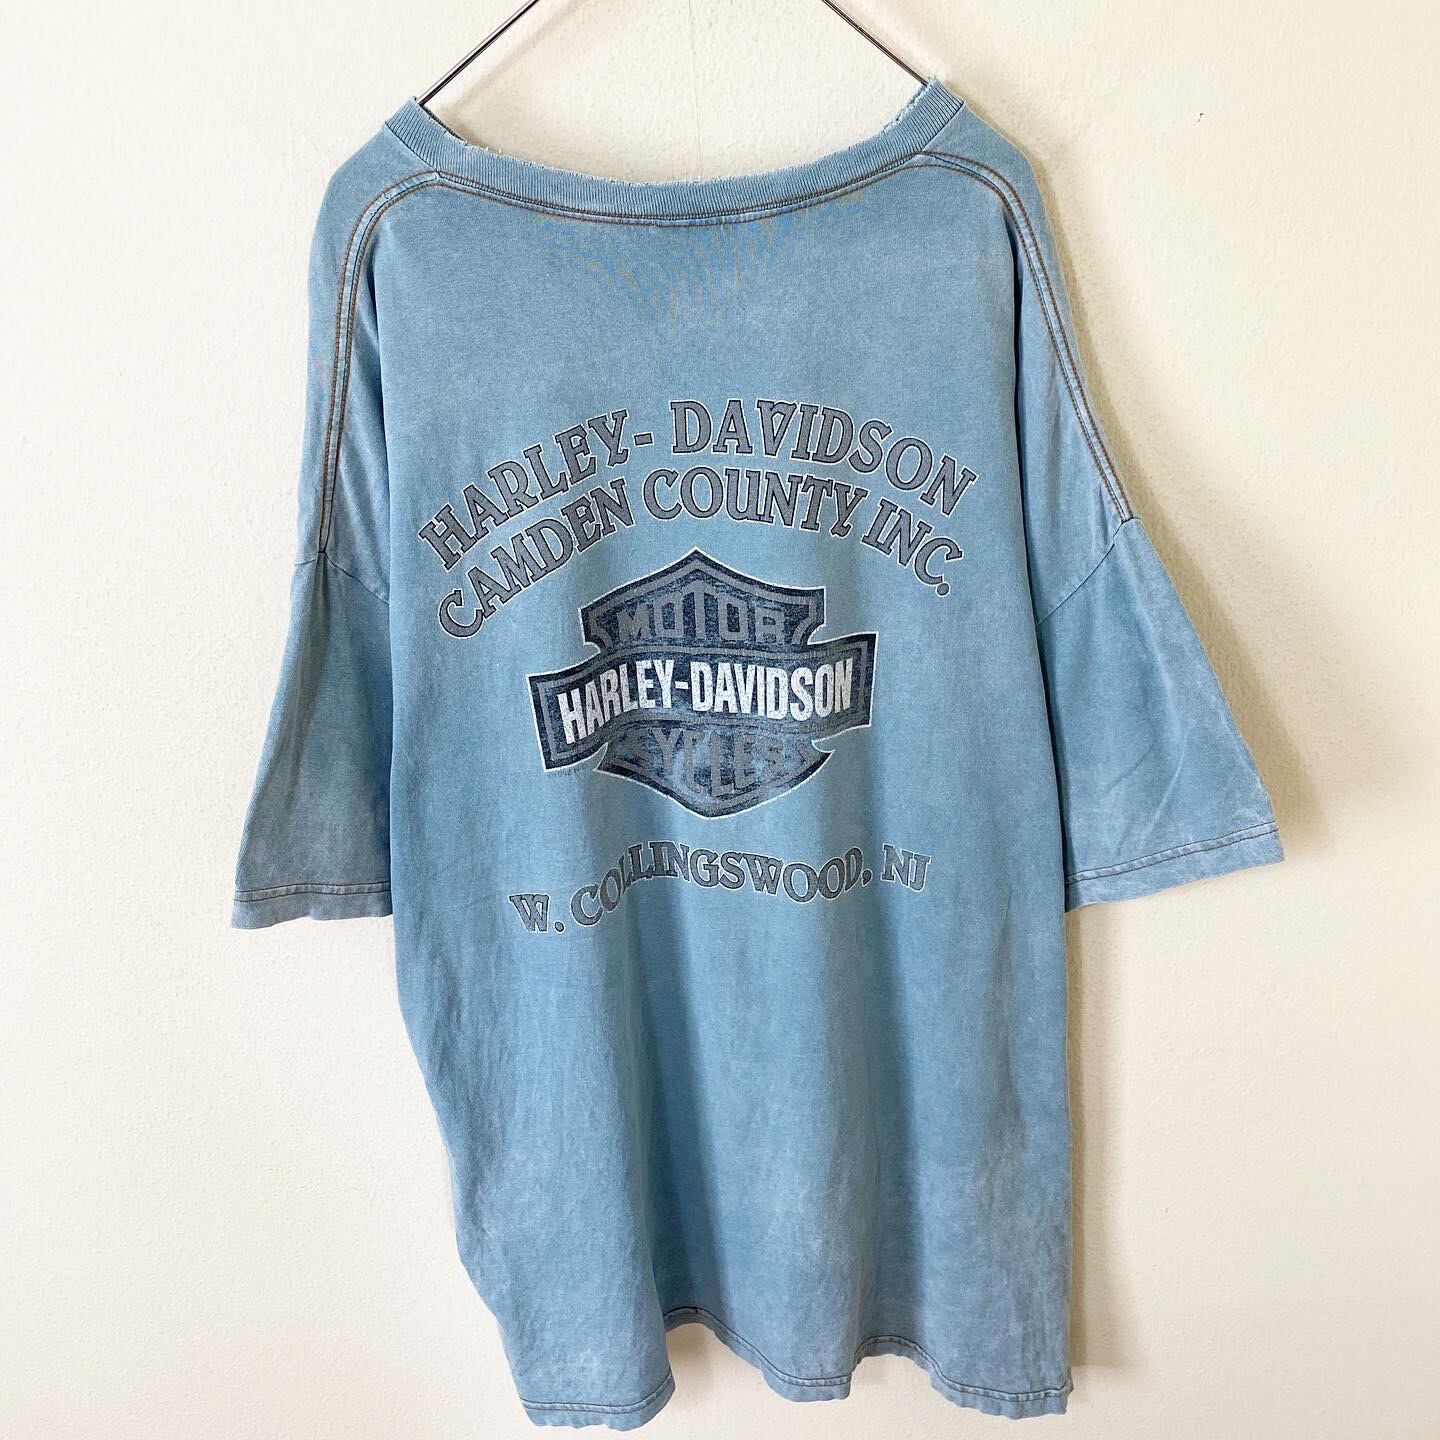 HARLEY-DAVIDSON
CAMDEN COUNTY INC.
MOTOR
HARLEY-DAVIDSON
CYCLES
W. COLLINGSWOOD, NJ